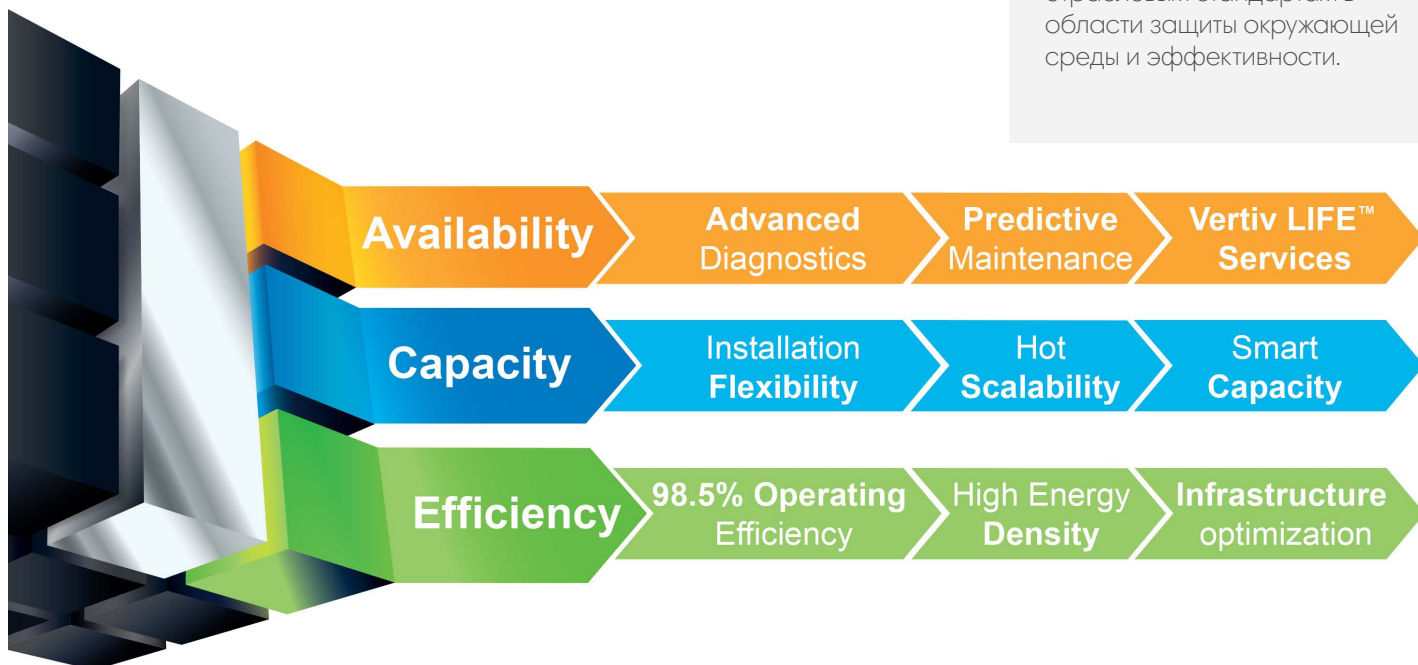 области защиты окружающей
среды и эффективности.
Availability
Advanced
Diagnostics
Predictive
Maintenance
Vertiv LIFE™
Services
Capacity
Installation
Flexibility
Hot
Scalability
Smart
Capacity
Efficiency
98.5% Operating
Efficiency
High Energy
Density
Infrastructure
optimization